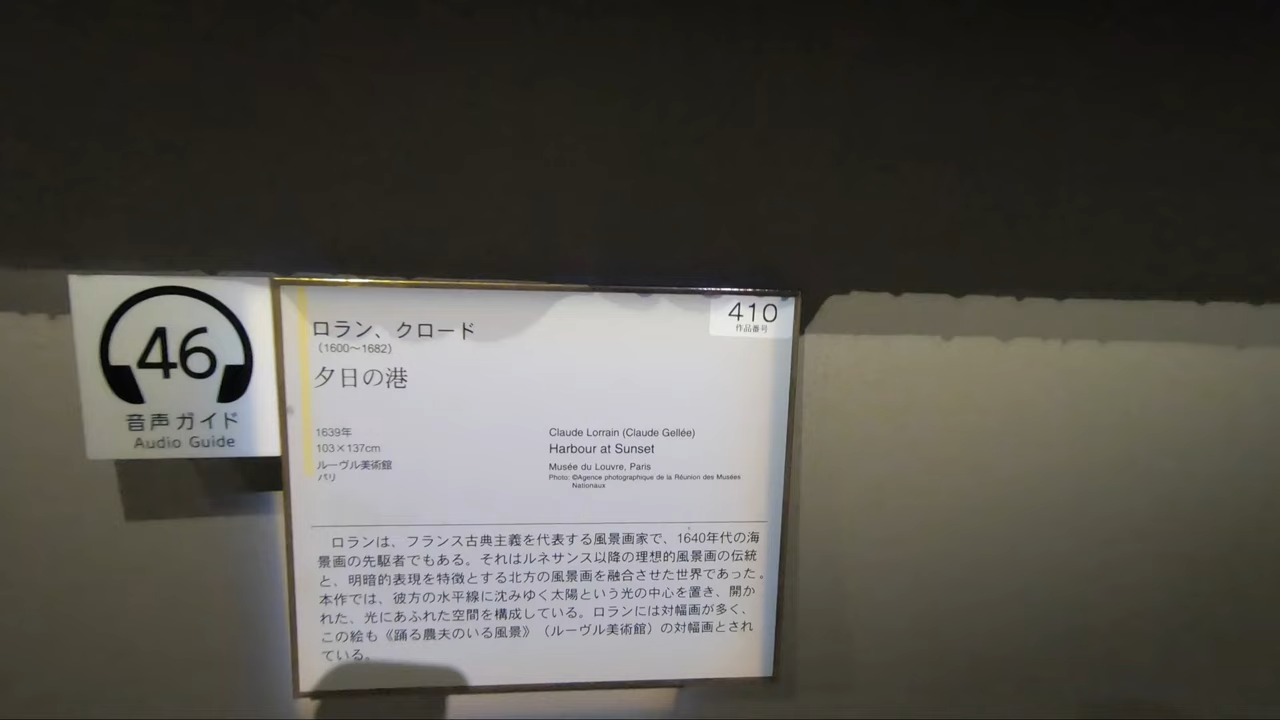 46
音声ガイド
Audio Guide
410
作品番号
ロラン、クロード
（1600〜1682）
夕日の港
1639年
103×137cm
ルーヴル美術館
パリ
Claude Lorrain (Claude Gellée)
Harbour at Sunset
Musée du Louvre, Paris
Photo: ©Agence photographique de la Réunion des Musées
Nationaux
ロランは、フランス古典主義を代表する風景画家で、1640年代の海
景画の先駆者でもある。それはルネサンス以降の理想的風景画の伝統
と、明暗的表現を特徴とする北方の風景画を融合させた世界であった。
本作では、彼方の水平線に沈みゆく太陽という光の中心を置き、開か
れた、光にあふれた空間を構成している。ロランには対幅画が多く、
この絵も《踊る農夫のいる風景》（ルーヴル美術館）の対幅画とされ
ている。